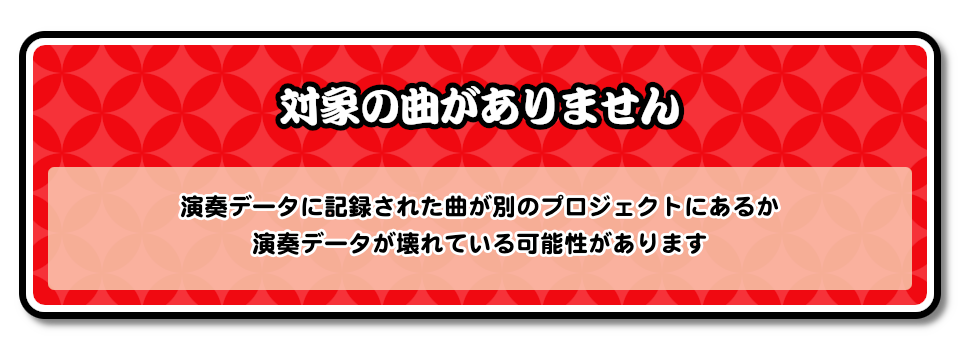 対象の曲がありません
演奏データに記録された曲が別のプロジェクトにあるか
演奏データが壊れている可能性があります